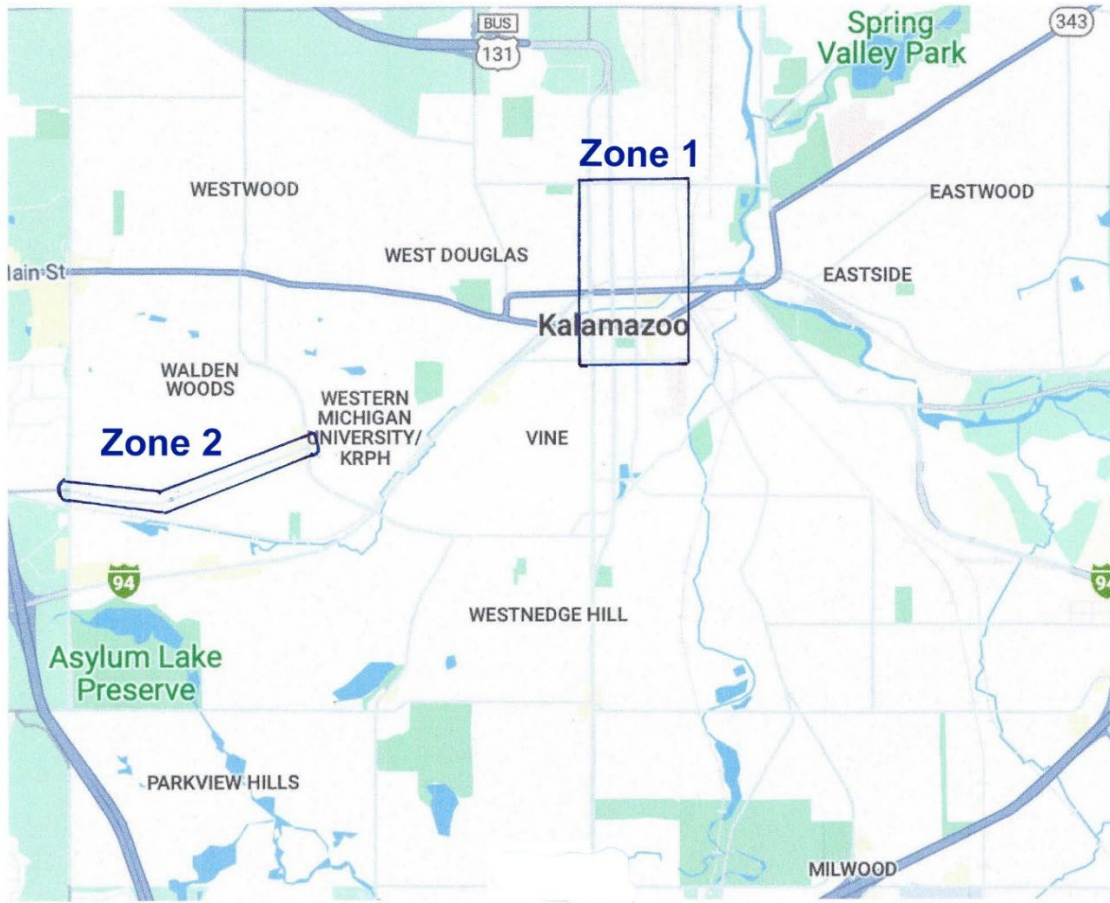 BUS
131
343
Spring
Valley Park
Zone 1
WESTWOOD
EASTWOOD
WEST DOUGLAS
EASTSIDE
lain St
Kalamazoo
WALDEN
WOODS
WESTERN
MICHIGAN
UNIVERSITY/
KRPH
VINE
Zone 2
94
94
WESTNEDGE HILL
Asylum Lake
Preserve
PARKVIEW HILLS
MILWOOD